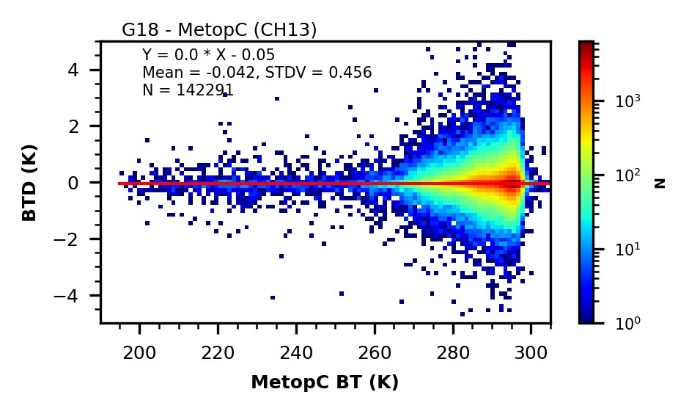 G18 - MetopC (CH13)
Y = 0.0 * X - 0.05
Mean = -0.042, STDV = 0.456
N = 142291
4
2
0
−2
−4
BTD (K)
200 220 240 260 280 300
MetopC BT (K)
10³
10²
10¹
10⁰
N